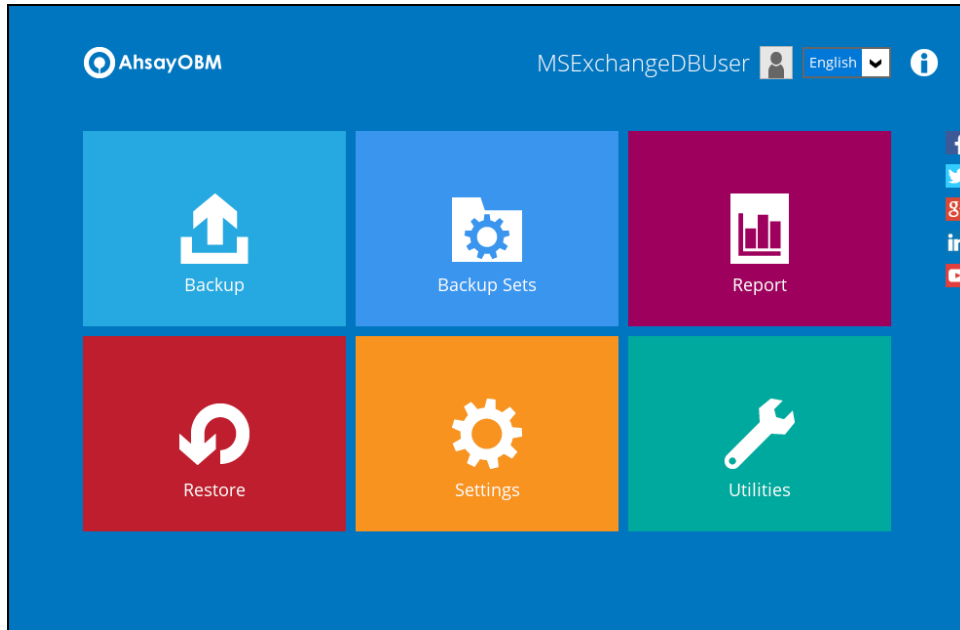 AhsayOBM
MSExchangeDBUser English
Backup Backup Sets Report
Restore Settings Utilities